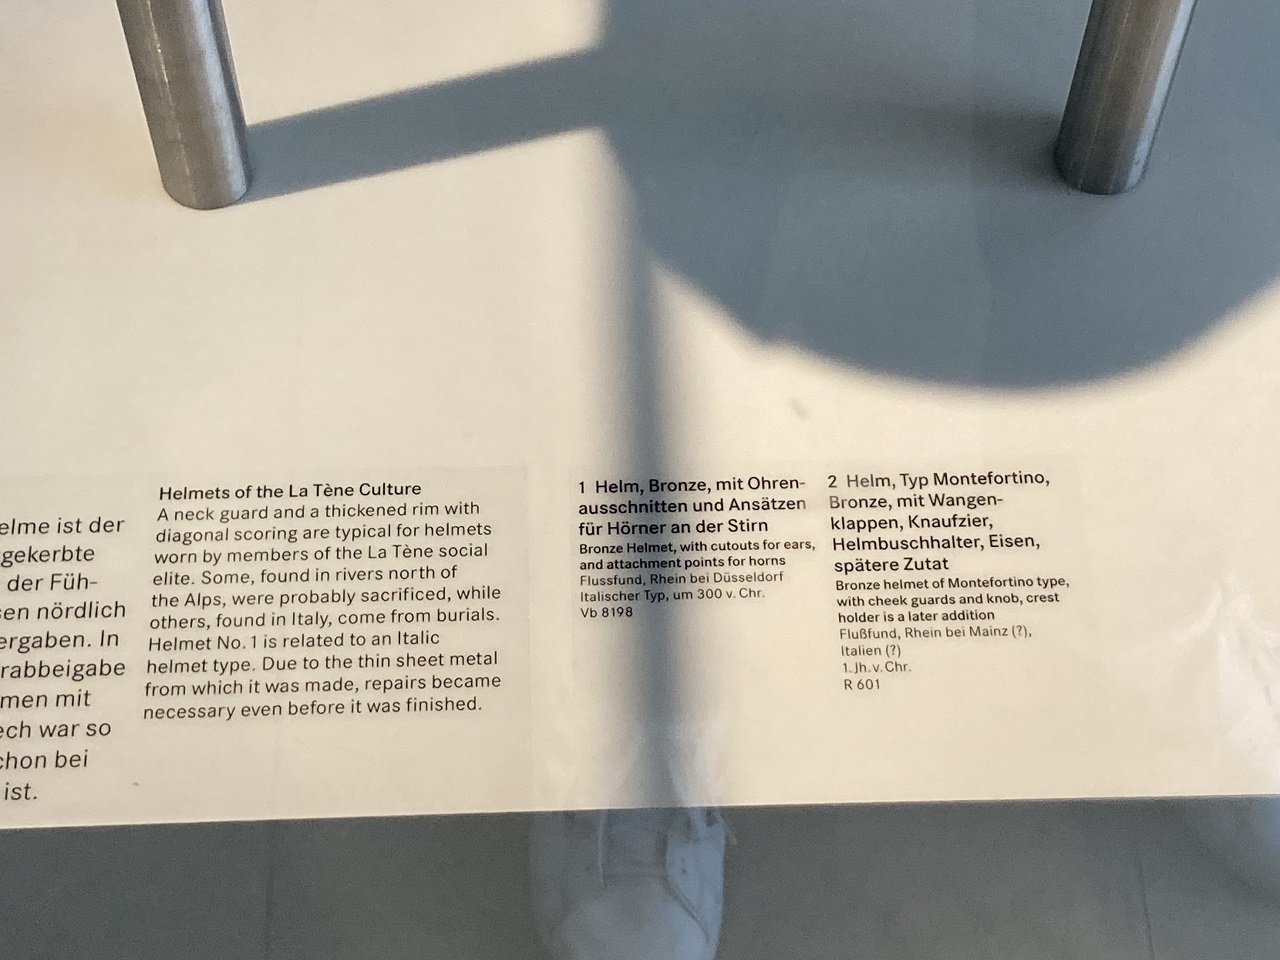 elme ist der
gekerbte
der Füh-
sen nördlich
ergaben. In
rabbeigabe
men mit
ech war so
chon bei
ist.
Helmets of the La Tène Culture
A neck guard and a thickened rim with
diagonal scoring are typical for helmets
worn by members of the La Tène social
elite. Some, found in rivers north of
the Alps, were probably sacrificed, while
others, found in Italy, come from burials.
Helmet No. 1 is related to an Italic
helmet type. Due to the thin sheet metal
from which it was made, repairs became
necessary even before it was finished.
1 Helm, Bronze, mit Ohren-
ausschnitten und Ansätzen
für Hörner an der Stirn
Bronze Helmet, with cutouts for ears,
and attachment points for horns
Flussfund, Rhein bei Düsseldorf
Italischer Typ, um 300 v. Chr.
Vb 8198
2 Helm, Typ Montefortino,
Bronze, mit Wangen-
klappen, Knaufzier,
Helmbuschhalter, Eisen,
spätere Zutat
Bronze helmet of Montefortino type,
with cheek guards and knob, crest
holder is a later addition
Flußfund, Rhein bei Mainz (?),
Italien (?)
1. Jh. v. Chr.
R 601